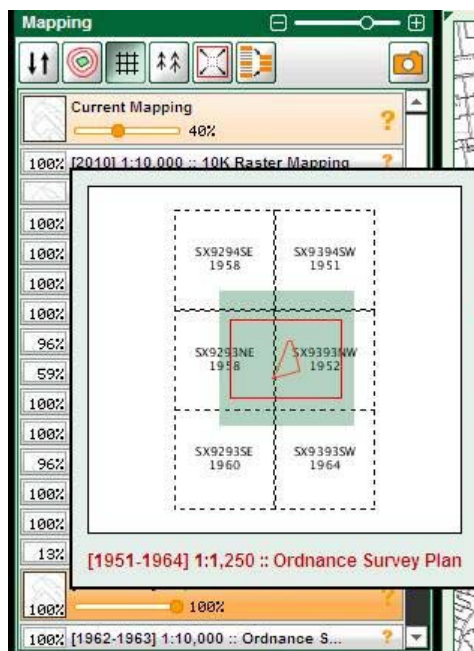 Mapping
Current Mapping
40%
?
100% [2010] 1:10,000 :: 10K Raster Mapping ?
100%
100%
100%
100%
96%
59%
100%
100%
96%
100%
100%
13%
SX9294SE SX9394SW
1958 1951
SX9293NE SX9393NW
1958 1952
SX9293SE SX9393SW
1960 1964
[1951-1964] 1:1,250 :: Ordnance Survey Plan
100% 100%
100% [1962-1963] 1:10,000 :: Ordnance S... ?